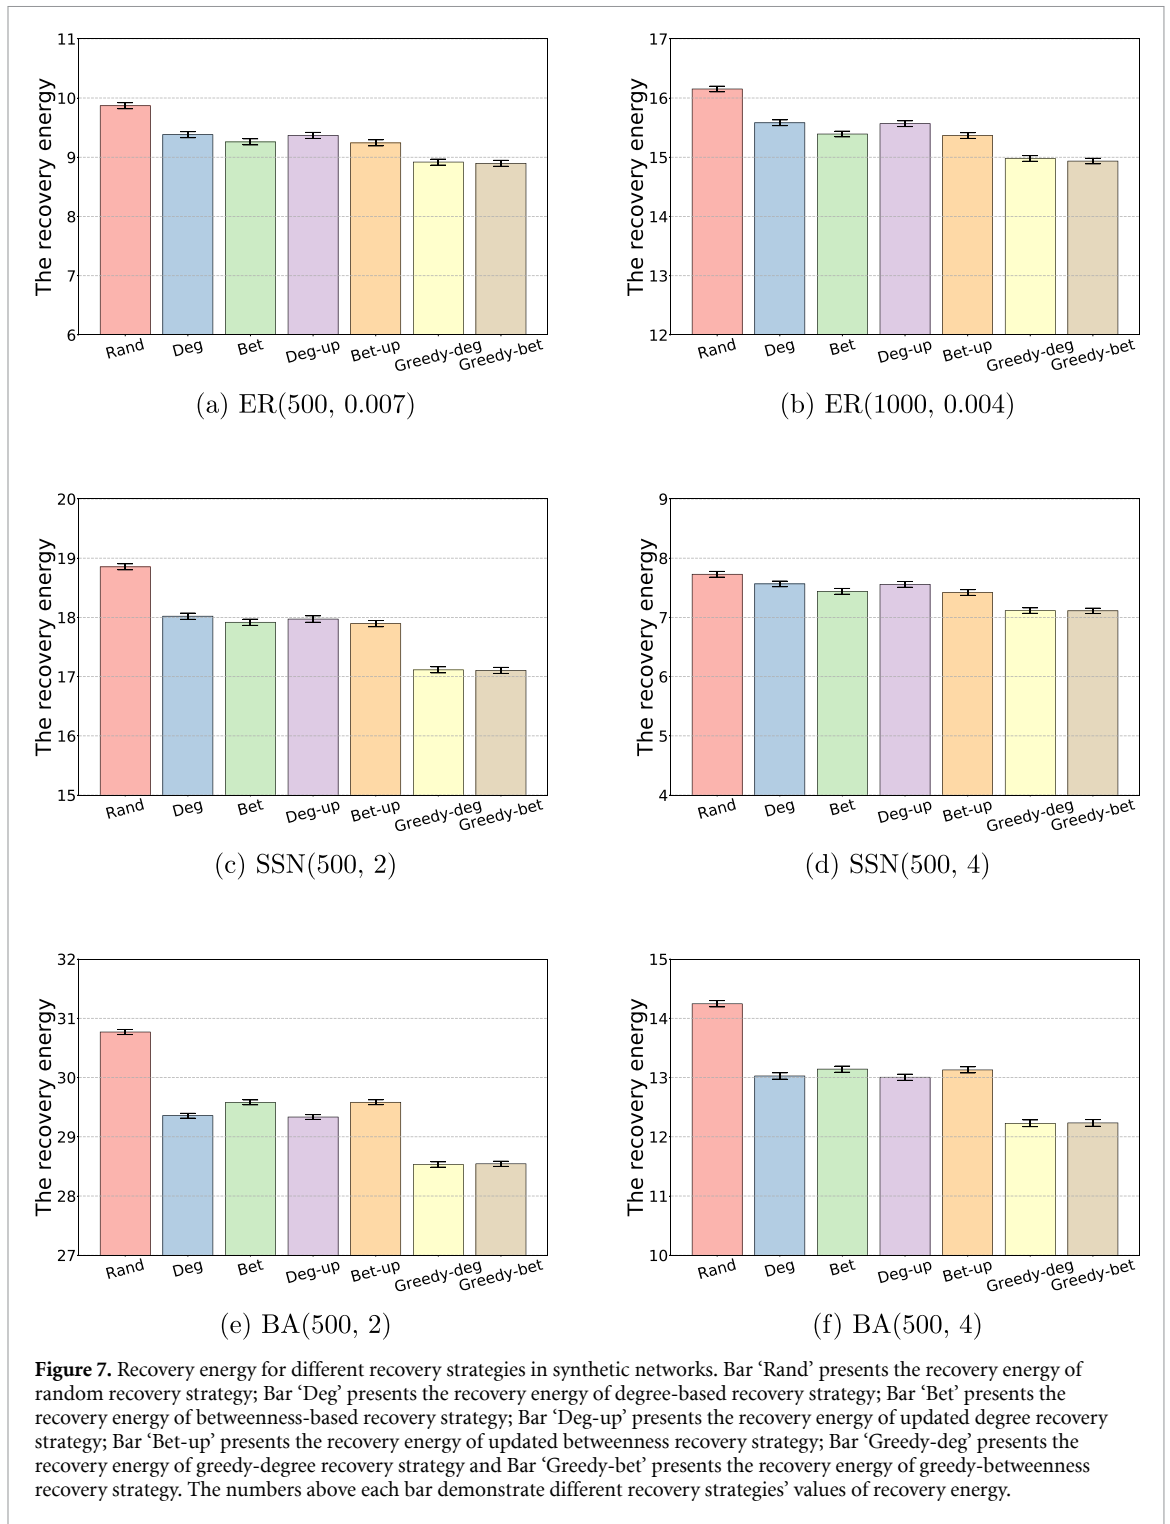 11
10
9
8
7
6
The recovery energy
Rand
Deg
Bet
Deg-up
Bet-up
Greedy-deg
Greedy-bet
(a) ER(500, 0.007)
17
16
15
14
13
12
The recovery energy
Rand
Deg
Bet
Deg-up
Bet-up
Greedy-deg
Greedy-bet
(b) ER(1000, 0.004)
20
19
18
17
16
15
The recovery energy
Rand
Deg
Bet
Deg-up
Bet-up
Greedy-deg
Greedy-bet
(c) SSN(500, 2)
9
8
7
6
5
4
The recovery energy
Rand
Deg
Bet
Deg-up
Bet-up
Greedy-deg
Greedy-bet
(d) SSN(500, 4)
32
31
30
29
28
27
The recovery energy
Rand
Deg
Bet
Deg-up
Bet-up
Greedy-deg
Greedy-bet
(e) BA(500, 2)
15
14
13
12
11
10
The recovery energy
Rand
Deg
Bet
Deg-up
Bet-up
Greedy-deg
Greedy-bet
(f) BA(500, 4)
Figure 7. Recovery energy for different recovery strategies in synthetic networks. Bar ‘Rand’ presents the recovery energy of
random recovery strategy; Bar ‘Deg’ presents the recovery energy of degree-based recovery strategy; Bar ‘Bet’ presents the
recovery energy of betweenness-based recovery strategy; Bar ‘Deg-up’ presents the recovery energy of updated degree recovery
strategy; Bar ‘Bet-up’ presents the recovery energy of updated betweenness recovery strategy; Bar ‘Greedy-deg’ presents the
recovery energy of greedy-degree recovery strategy and Bar ‘Greedy-bet’ presents the recovery energy of greedy-betweenness
recovery strategy. The numbers above each bar demonstrate different recovery strategies’ values of recovery energy.